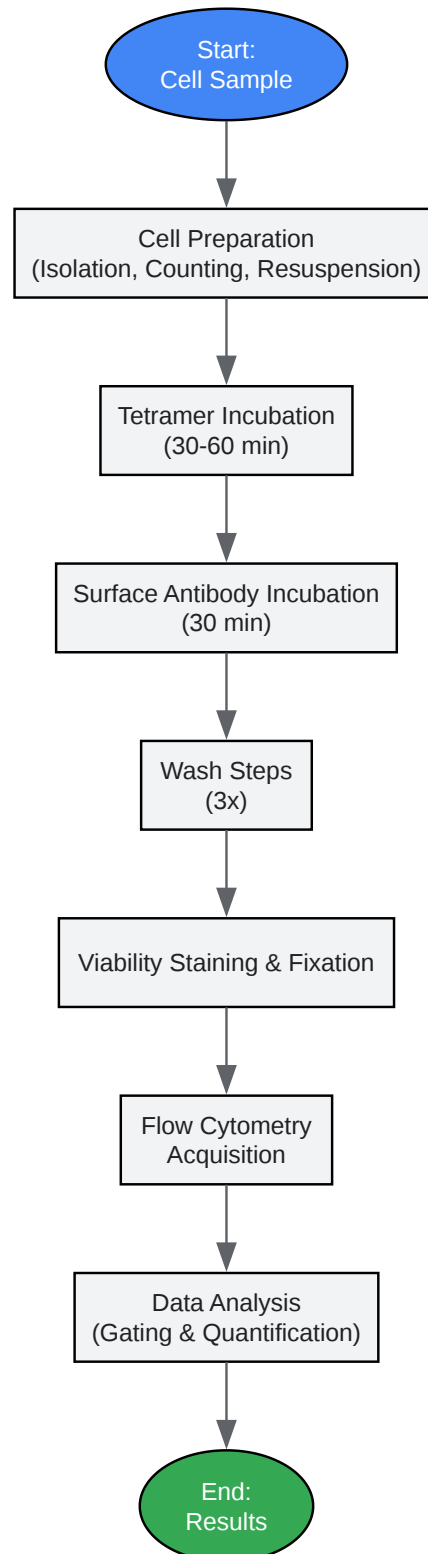 Start:
Cell Sample
Cell Preparation
(Isolation, Counting, Resuspension)
Tetramer Incubation
(30-60 min)
Surface Antibody Incubation
(30 min)
Wash Steps
(3x)
Viability Staining & Fixation
Flow Cytometry
Acquisition
Data Analysis
(Gating & Quantification)
End:
Results